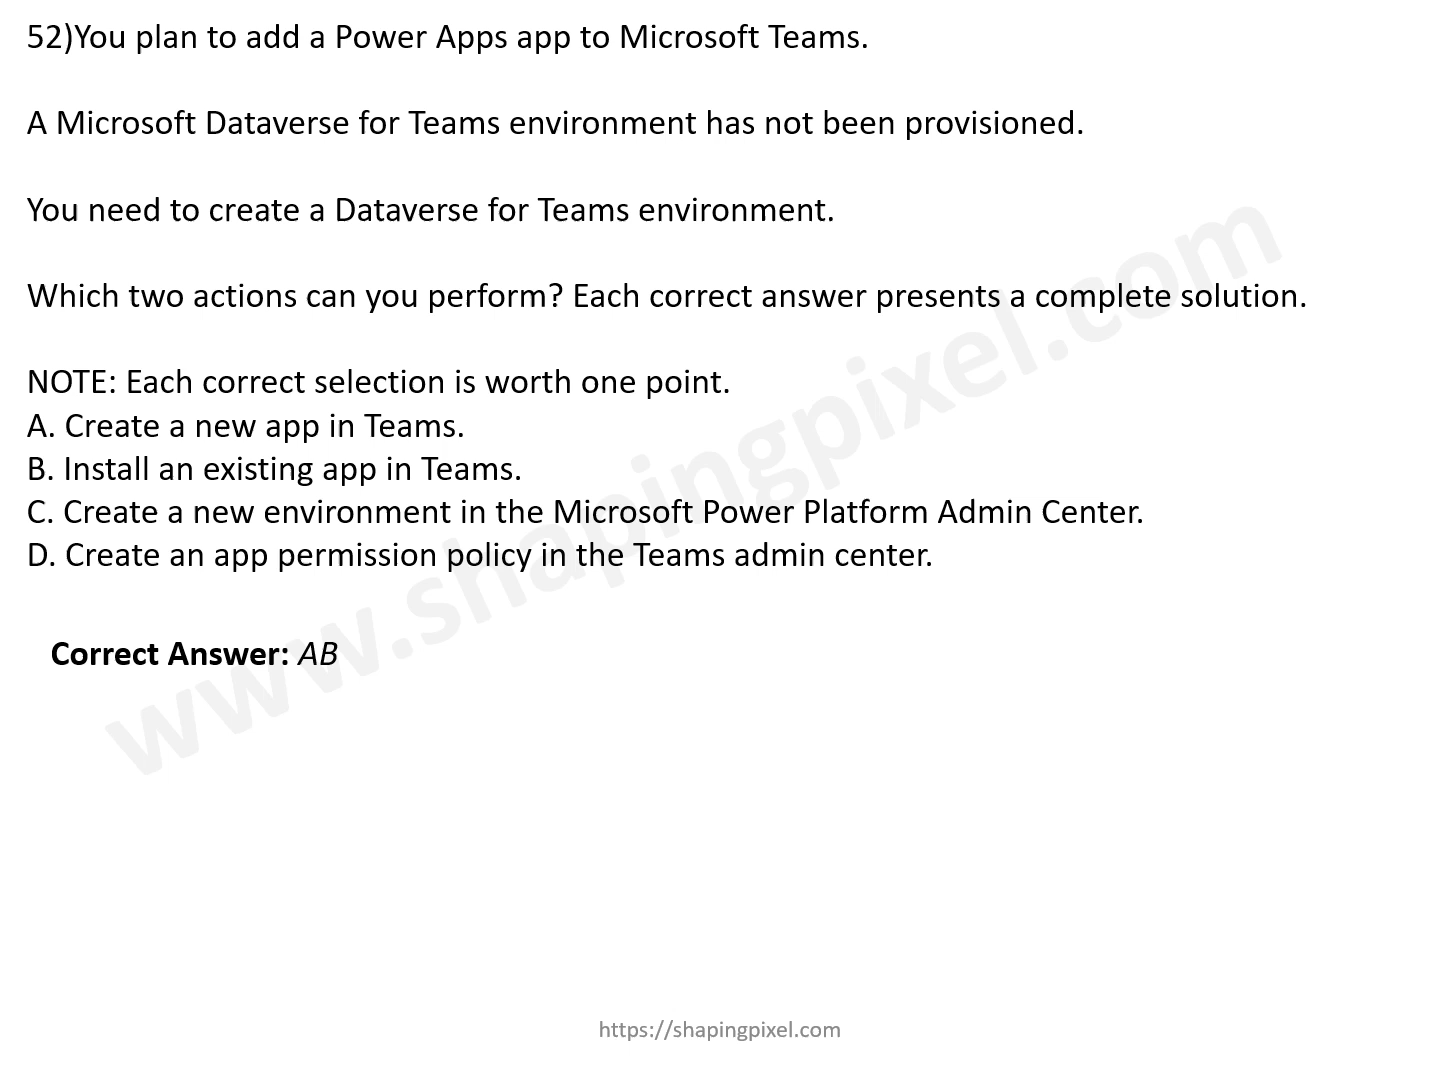 52)You plan to add a Power Apps app to Microsoft Teams.
A Microsoft Dataverse for Teams environment has not been provisioned.
You need to create a Dataverse for Teams environment.
Which two actions can you perform? Each correct answer presents a complete solution.
NOTE: Each correct selection is worth one point.
A. Create a new app in Teams.
B. Install an existing app in Teams.
C. Create a new environment in the Microsoft Power Platform Admin Center.
D. Create an app permission policy in the Teams admin center.
Correct Answer: AB
www.shapingpixel.com
https://shapingpixel.com